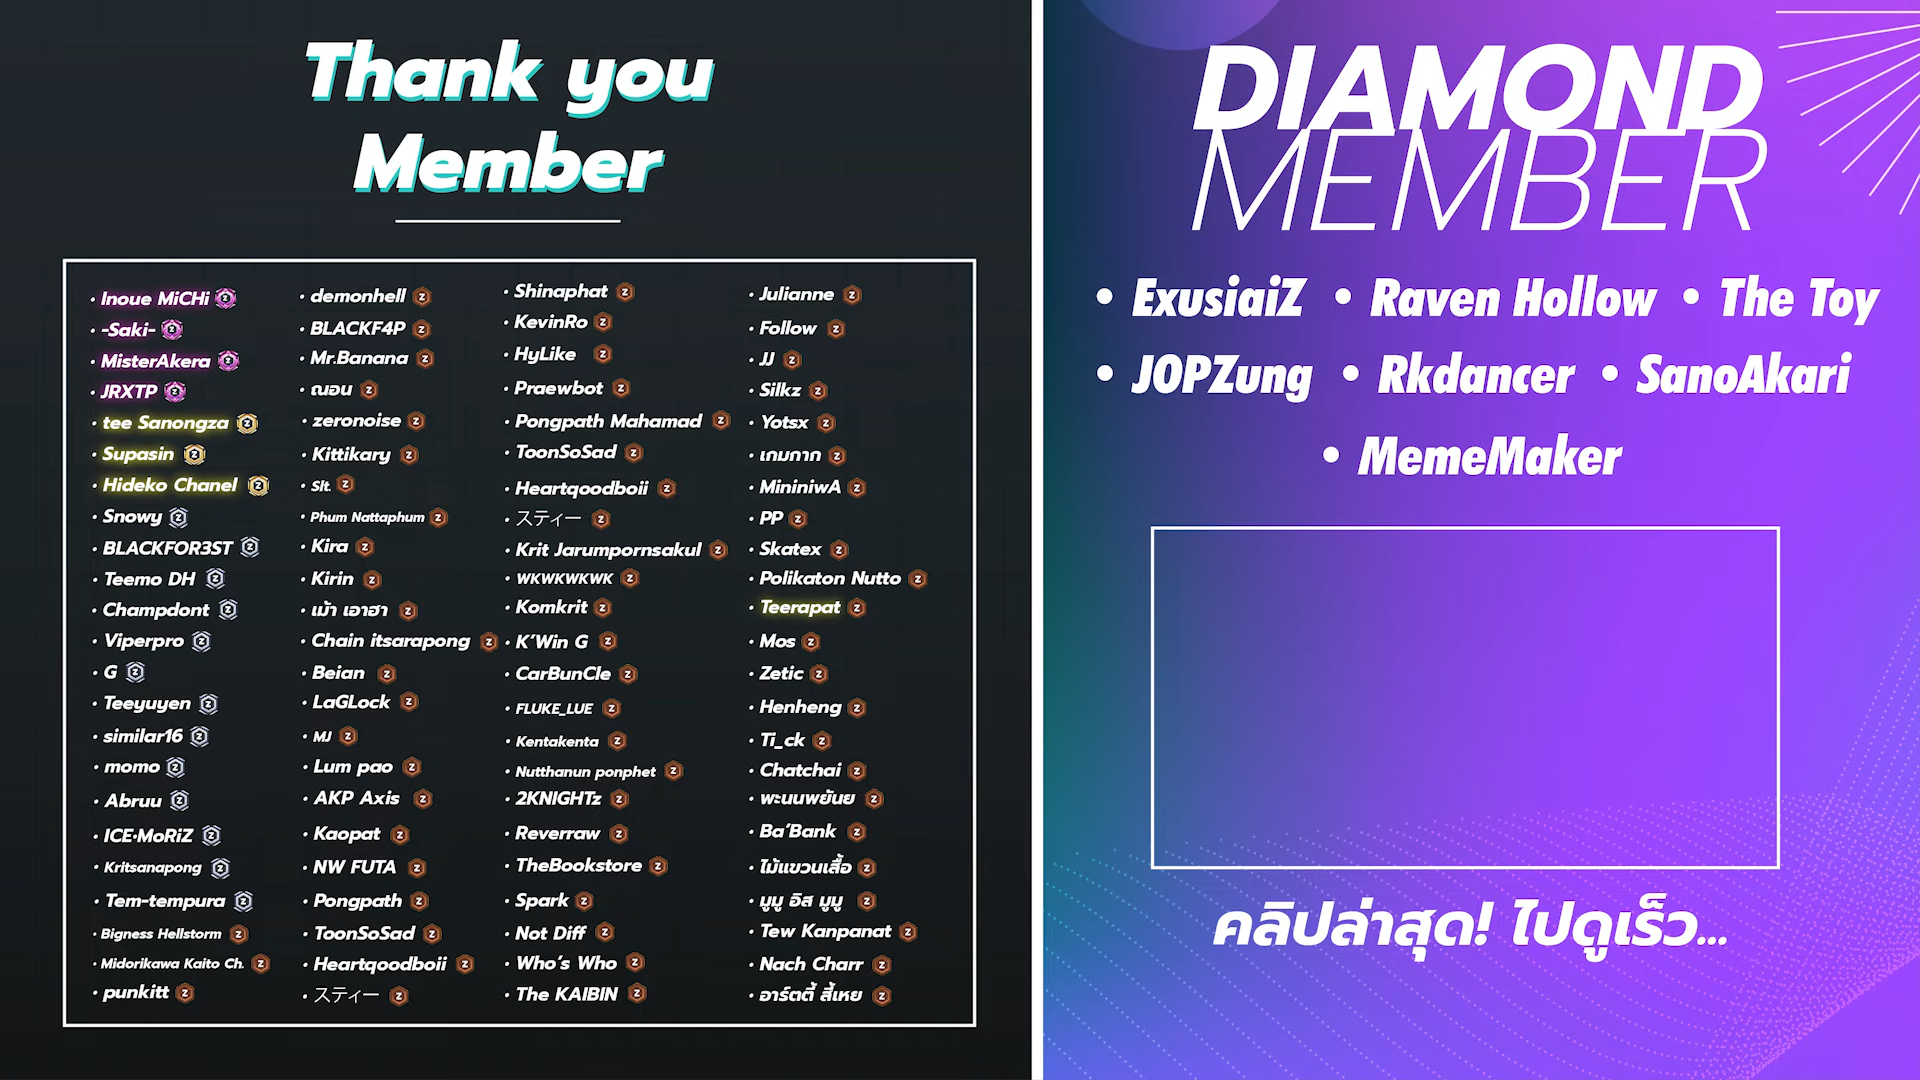 Thank you
Member
• Inoue MiCHi
• -Saki-
• MisterAkera
• JRXTP
• tee Sanongza
• Supasin
• Hideko Chanel
• Snowy
• BLACKFOR3ST
• Teemo DH
• Champdont
• Viperpro
• G
• Teeyuyen
• similar16
• momo
• Abruu
• ICE•MoRiZ
• Kritsanapong
• Tem-tempura
• Bigness Hellstorm
• Midorikawa Kaito Ch.
• punkitt
• demonhell
• BLACKF4P
• Mr.Banana
• ณอน
• zeronoise
• Kittikary
• Slt.
• Phum Nattaphum
• Kira
• Kirin
• เม้า เอาฮา
• Chain itsarapong
• Beian
• LaGLock
• MJ
• Lum pao
• AKP Axis
• Kaopat
• NW FUTA
• Pongpath
• ToonSoSad
• Heartqoodboii
• スティー
• Shinaphat
• KevinRo
• HyLike
• Praewbot
• Pongpath Mahamad
• ToonSoSad
• Heartqoodboii
• スティー
• Krit Jarumpornsakul
• WKWKWKWK
• Komkrit
• K'Win G
• CarBunCle
• FLUKE_LUE
• Kentakenta
• Nutthanun ponphet
• 2KNIGHTz
• Reverraw
• TheBookstore
• Spark
• Not Diff
• Who's Who
• The KAIBIN
• Julianne
• Follow
• JJ
• Silkz
• Yotsx
• เกมกาก
• MininiwA
• PP
• Skatex
• Polikaton Nutto
• Teerapat
• Mos
• Zetic
• Henheng
• Ti_ck
• Chatchai
• พะนนพยันย
• Ba'Bank
• ไม้แขวนเสื้อ
• มูมู อิส มูมู
• Tew Kanpanat
• Nach Charr
• อาร์ตตี้ สี้เหย
DIAMOND
MEMBER
• ExusiaiZ • Raven Hollow • The Toy
• JOPZung • Rkdancer • SanoAkari
• MemeMaker
คลิปล่าสุด! ไปดูเร็ว...